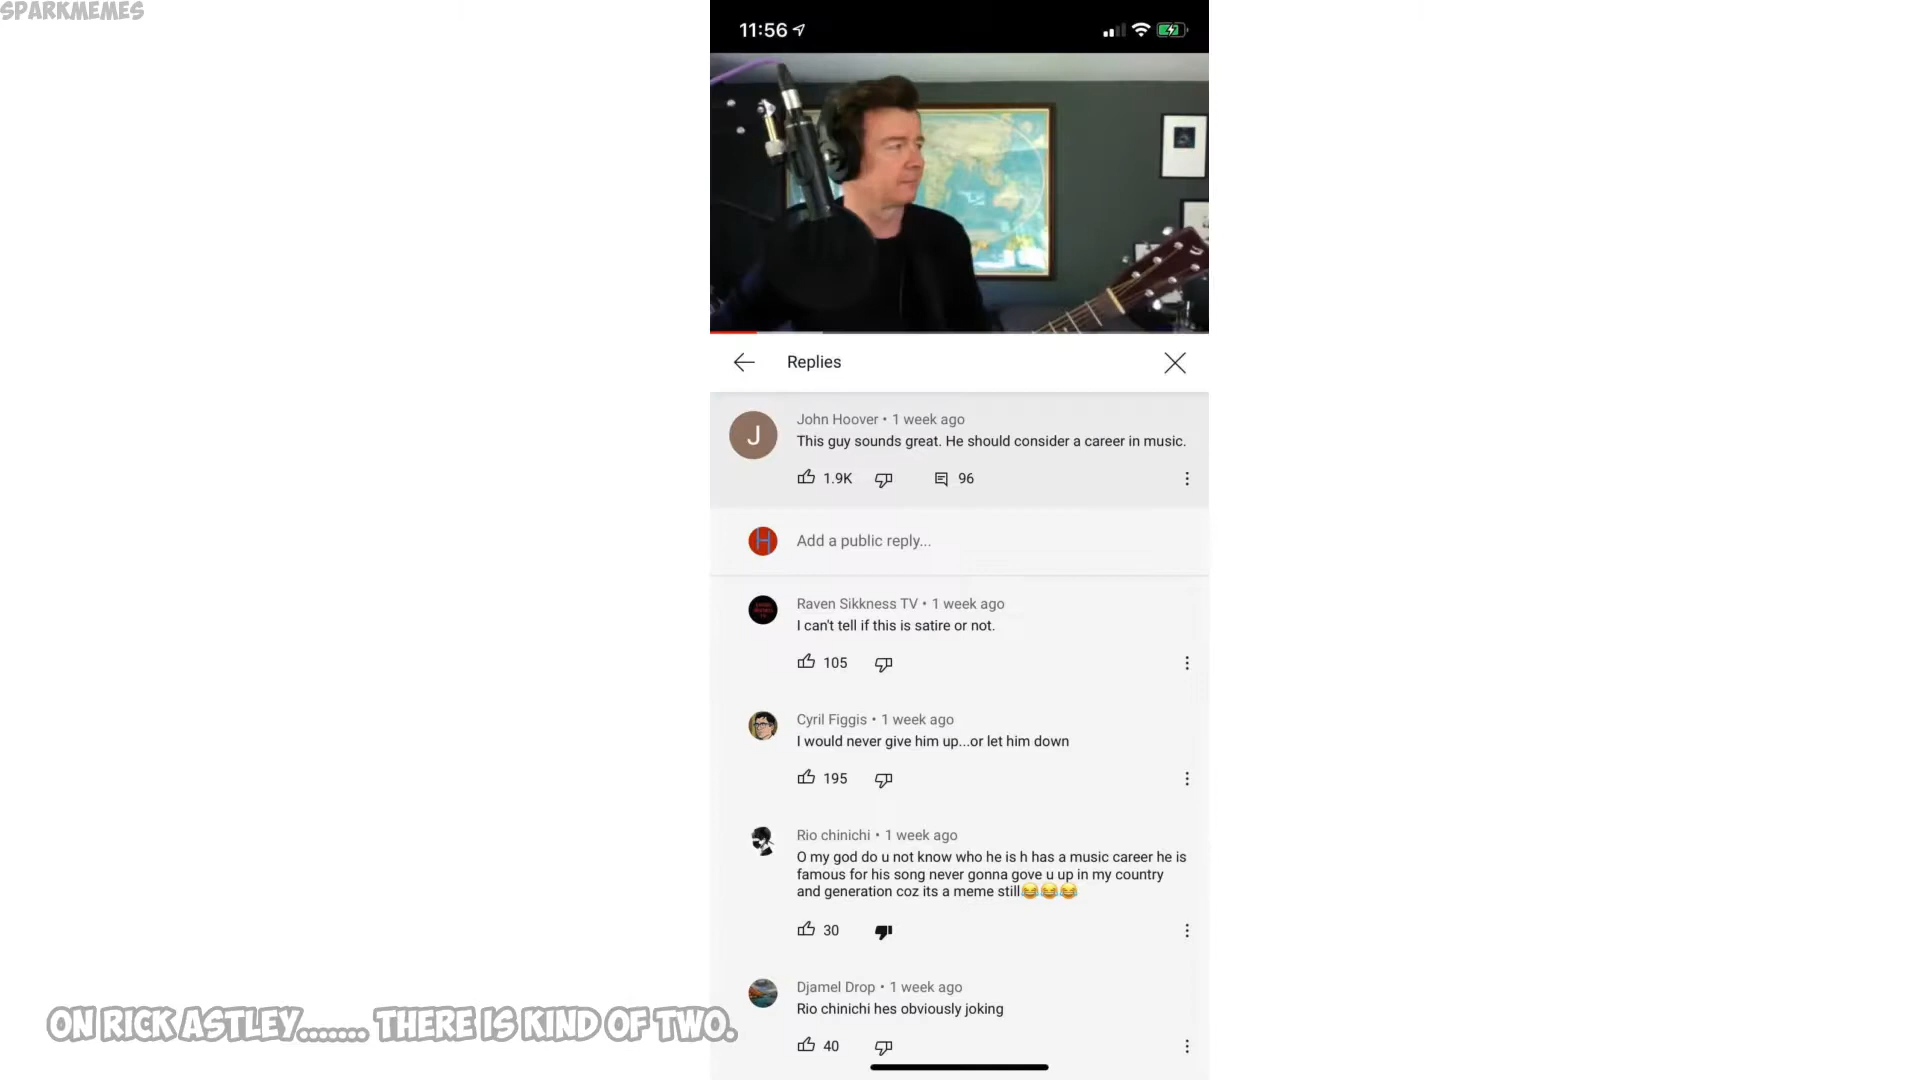 SPARKMEMES
11:56
Replies
John Hoover • 1 week ago
J
This guy sounds great. He should consider a career in music.
1.9K
96
H
Add a public reply...
Raven Sikkness TV • 1 week ago
I can't tell if this is satire or not.
105
Cyril Figgis • 1 week ago
I would never give him up...or let him down
195
Rio chinichi • 1 week ago
O my god do u not know who he is h has a music career he is
famous for his song never gonna gove u up in my country
and generation coz its a meme still😂😂😂
30
Djamel Drop • 1 week ago
Rio chinichi hes obviously joking
ON RICK ASTLEY....... THERE IS KIND OF TWO.
40